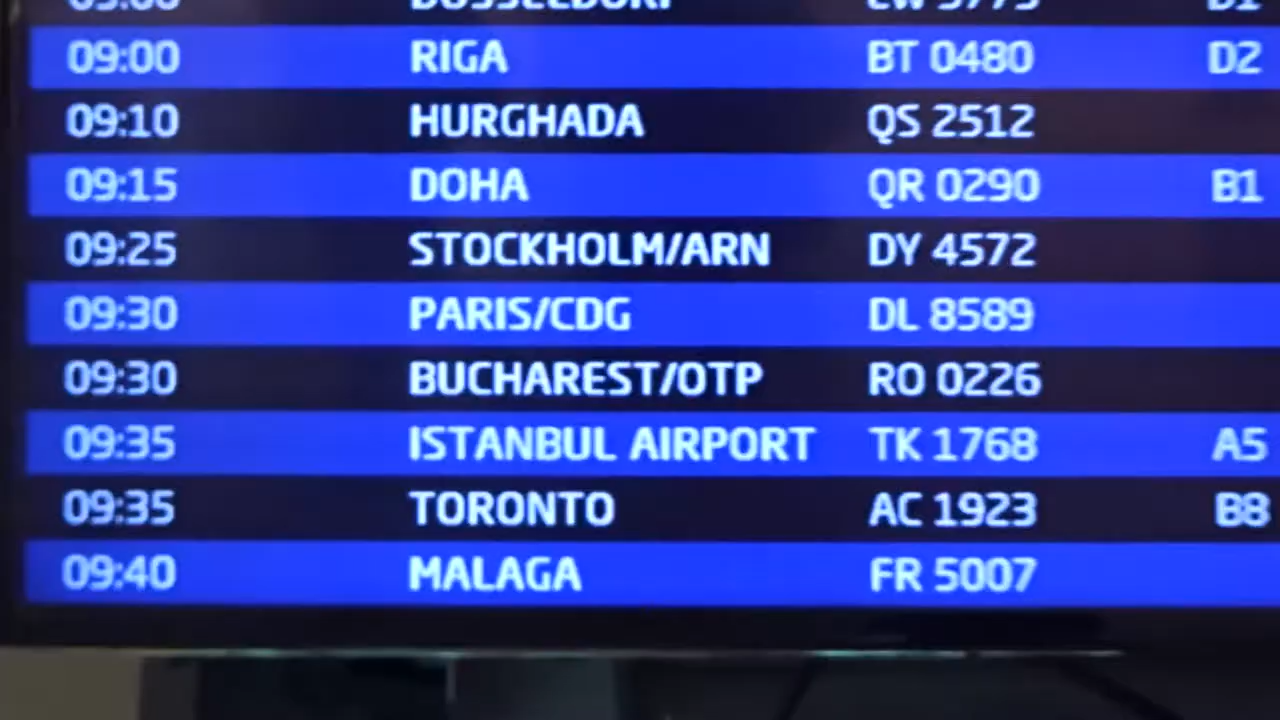 09:00 RIGA BT 0480 D2
09:10 HURGHADA QS 2512
09:15 DOHA QR 0290 B1
09:25 STOCKHOLM/ARN DY 4572
09:30 PARIS/CDG DL 8589
09:30 BUCHAREST/OTP RO 0226
09:35 ISTANBUL AIRPORT TK 1768 A5
09:35 TORONTO AC 1923 B8
09:40 MALAGA FR 5007